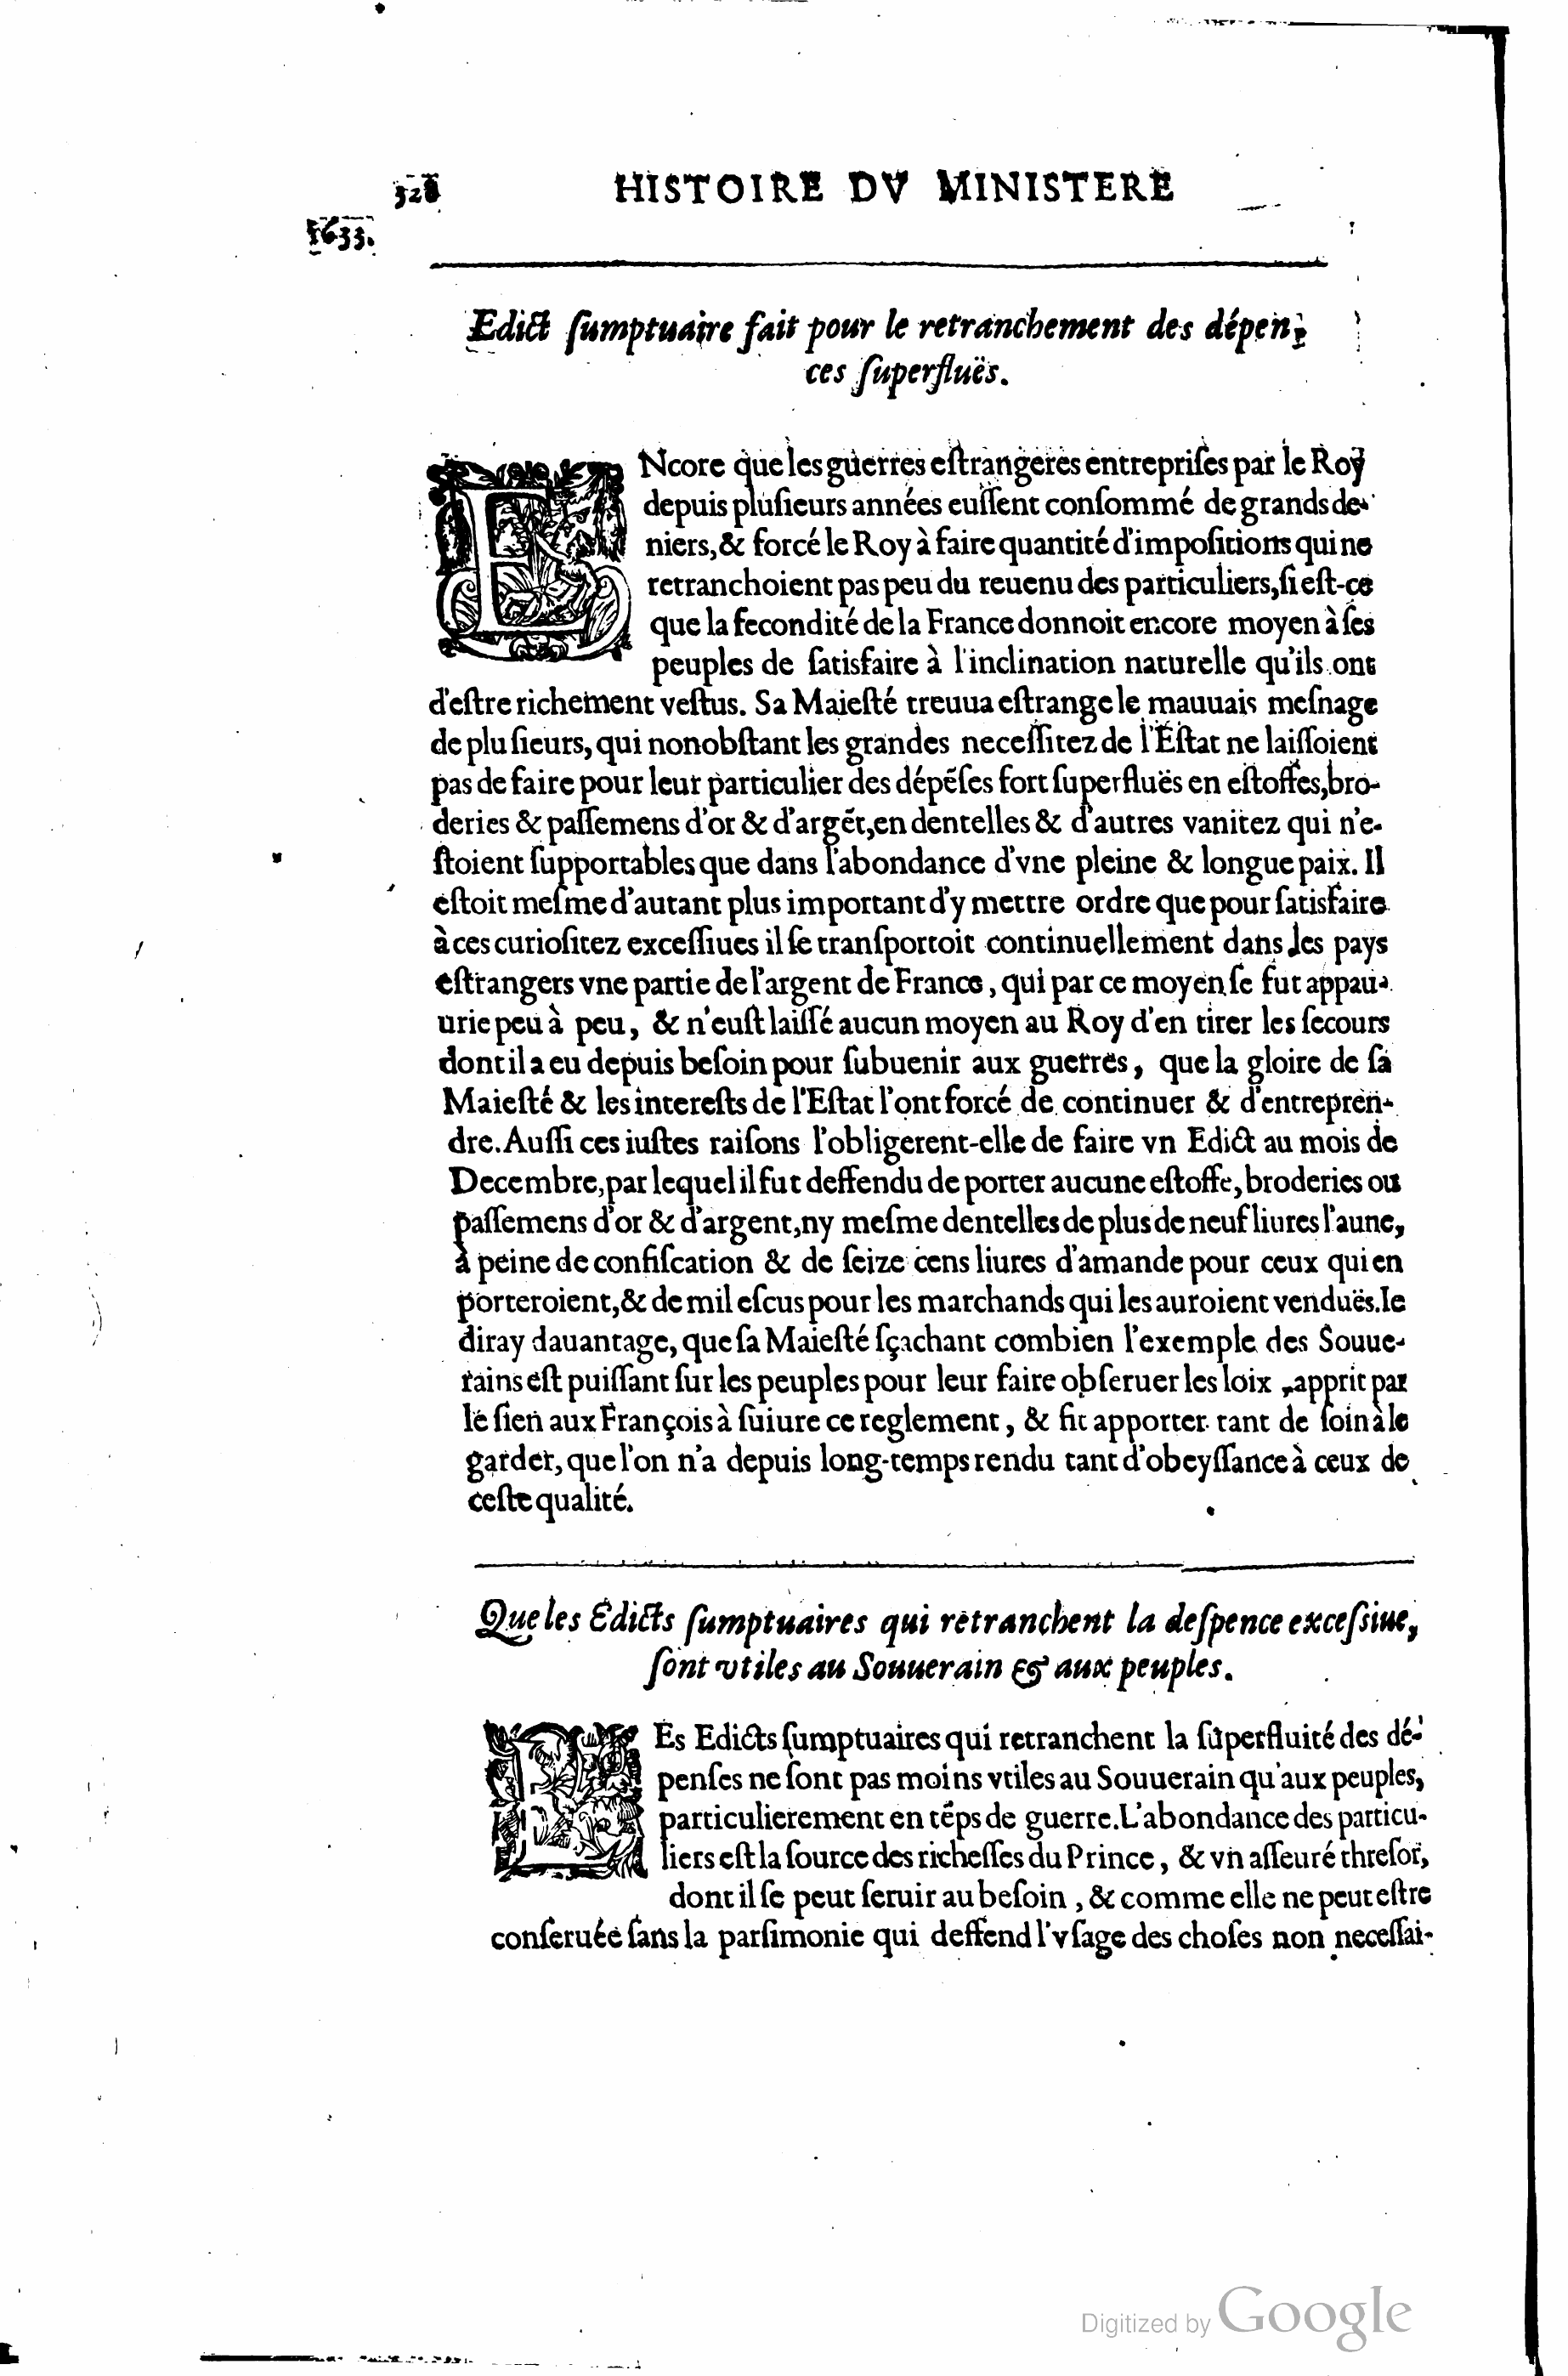 328 HISTOIRE DV MINISTERE
1633.
Edict ſumptuaire fait pour le retranchement des dépen-
ces ſuperfluës.
ENcore que les guerres eſtrangeres entrepriſes par le Roy
depuis pluſieurs années euſſent conſommé de grands de-
niers, & forcé le Roy à faire quantité d'impoſitions qui ne
retranchoient pas peu du reuenu des particuliers, ſi eſt-ce
que la fecondité de la France donnoit encore moyen à ſes
peuples de ſatisfaire à l'inclination naturelle qu'ils ont
d'eſtre richement veſtus. Sa Maieſté treuua eſtrange le mauuais meſnage
de pluſieurs, qui nonobſtant les grandes neceſſitez de l'Eſtat ne laiſſoient
pas de faire pour leur particulier des dépẽſes fort ſuperfluës en eſtoffes, bro-
deries & paſſemens d'or & d'argẽt, en dentelles & d'autres vanitez qui n'e-
ſtoient ſupportables que dans l'abondance d'vne pleine & longue paix. Il
eſtoit meſme d'autant plus important d'y mettre ordre que pour ſatisfaire
à ces curioſitez exceſſiues il ſe tranſportoit continuellement dans les pays
eſtrangers vne partie de l'argent de France, qui par ce moyen ſe fut appau-
urie peu à peu, & n'euſt laiſſé aucun moyen au Roy d'en tirer les ſecours
dont il a eu depuis beſoin pour ſubuenir aux guerres, que la gloire de ſa
Maieſté & les intereſts de l'Eſtat l'ont forcé de continuer & d'entrepren-
dre. Auſſi ces iuſtes raiſons l'obligerent-elle de faire vn Edict au mois de
Decembre, par lequel il fut deffendu de porter aucune eſtoffe, broderies ou
paſſemens d'or & d'argent, ny meſme dentelles de plus de neuf liures l'aune,
à peine de confiſcation & de ſeize cens liures d'amande pour ceux qui en
porteroient, & de mil eſcus pour les marchands qui les auroient venduës. Ie
diray dauantage, que ſa Maieſté ſçachant combien l'exemple des Souue-
rains eſt puiſſant ſur les peuples pour leur faire obſeruer les loix, apprit par
le ſien aux François à ſuiure ce reglement, & fit apporter tant de ſoin à le
garder, que l'on n'a depuis long-temps rendu tant d'obeyſſance à ceux de
ceſte qualité.
Que les Edicts ſumptuaires qui retranchent la deſpence exceſsiue,
ſont vtiles au Souuerain & aux peuples.
LEs Edicts ſumptuaires qui retranchent la ſuperfluité des dé-
penſes ne ſont pas moins vtiles au Souuerain qu'aux peuples,
particulierement en tẽps de guerre. L'abondance des particu-
liers eſt la ſource des richeſſes du Prince, & vn aſſeuré threſor,
dont il ſe peut ſeruir au beſoin, & comme elle ne peut eſtre
conſeruée ſans la parſimonie qui deffend l'vſage des choſes non neceſſai-
Digitized by Google